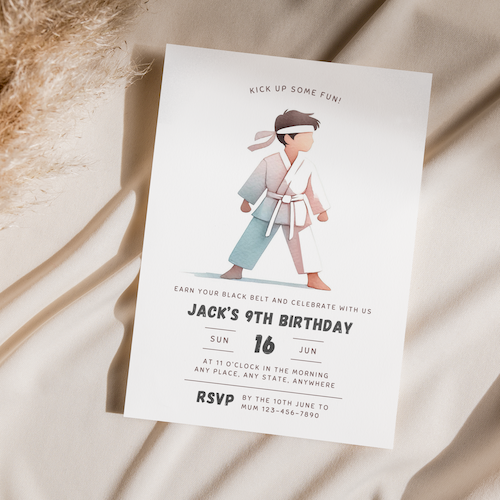 KICK UP SOME FUN!
EARN YOUR BLACK BELT AND CELEBRATE WITH US
JACK'S 9TH BIRTHDAY
SUN 16 JUN
AT 11 O'CLOCK IN THE MORNING
ANY PLACE, ANY STATE, ANYWHERE
RSVP BY THE 10TH JUNE TO
MUM 123-456-7890